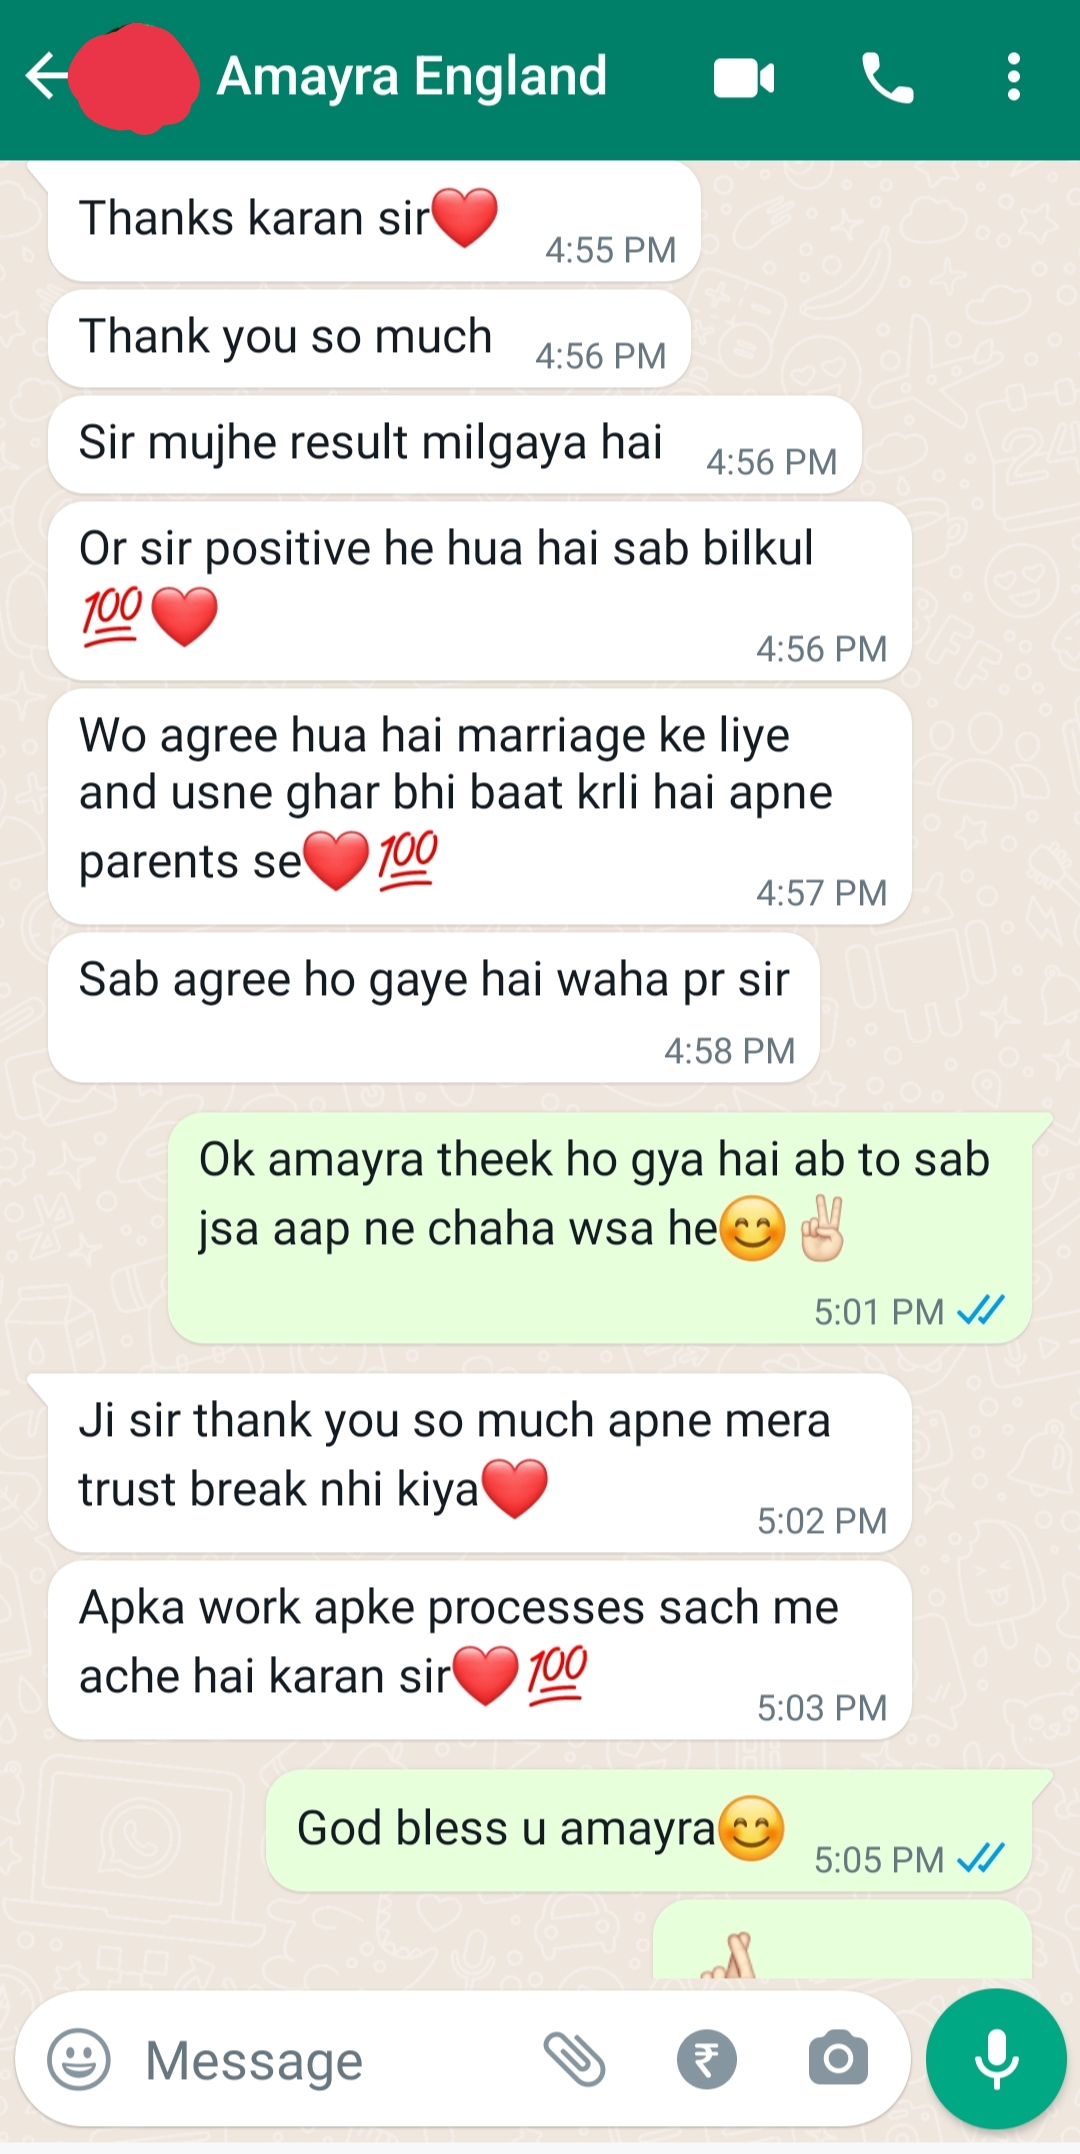 Amayra England
Thanks karan sir❤️
4:55 PM
Thank you so much
4:56 PM
Sir mujhe result milgaya hai
4:56 PM
Or sir positive he hua hai sab bilkul
💯❤️
4:56 PM
Wo agree hua hai marriage ke liye
and usne ghar bhi baat krli hai apne
parents se❤️💯
4:57 PM
Sab agree ho gaye hai waha pr sir
4:58 PM
Ok amayra theek ho gya hai ab to sab
jsa aap ne chaha wsa he😊✌🏻
5:01 PM
Ji sir thank you so much apne mera
trust break nhi kiya❤️
5:02 PM
Apka work apke processes sach me
ache hai karan sir❤️💯
5:03 PM
God bless u amayra😊
5:05 PM
🤞🏻
Message
₹